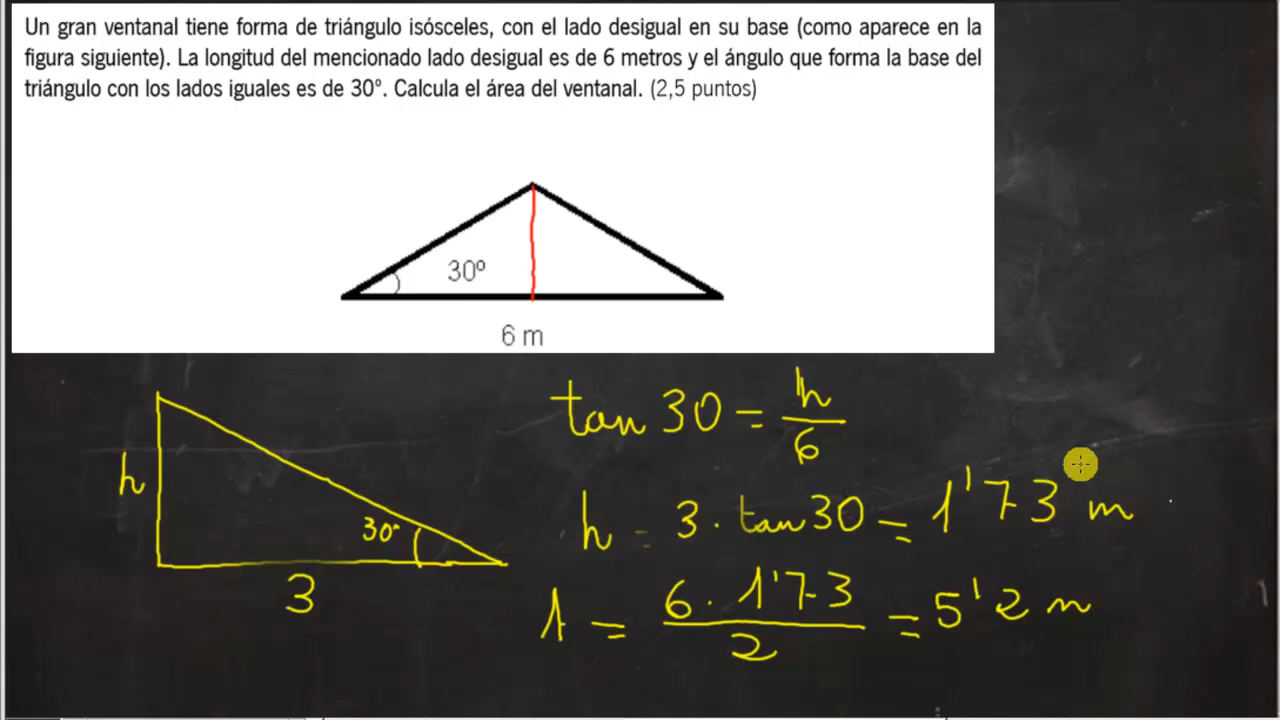 Un gran ventanal tiene forma de triángulo isósceles, con el lado desigual en su base (como aparece en la
figura siguiente). La longitud del mencionado lado desigual es de 6 metros y el ángulo que forma la base del
triángulo con los lados iguales es de 30º. Calcula el área del ventanal. (2,5 puntos)
30º
6 m
tan 30 = h/6
h
30°
3
h = 3 · tan 30 = 1'73 m
A = 6 · 1'73 / 2 = 5'2 m